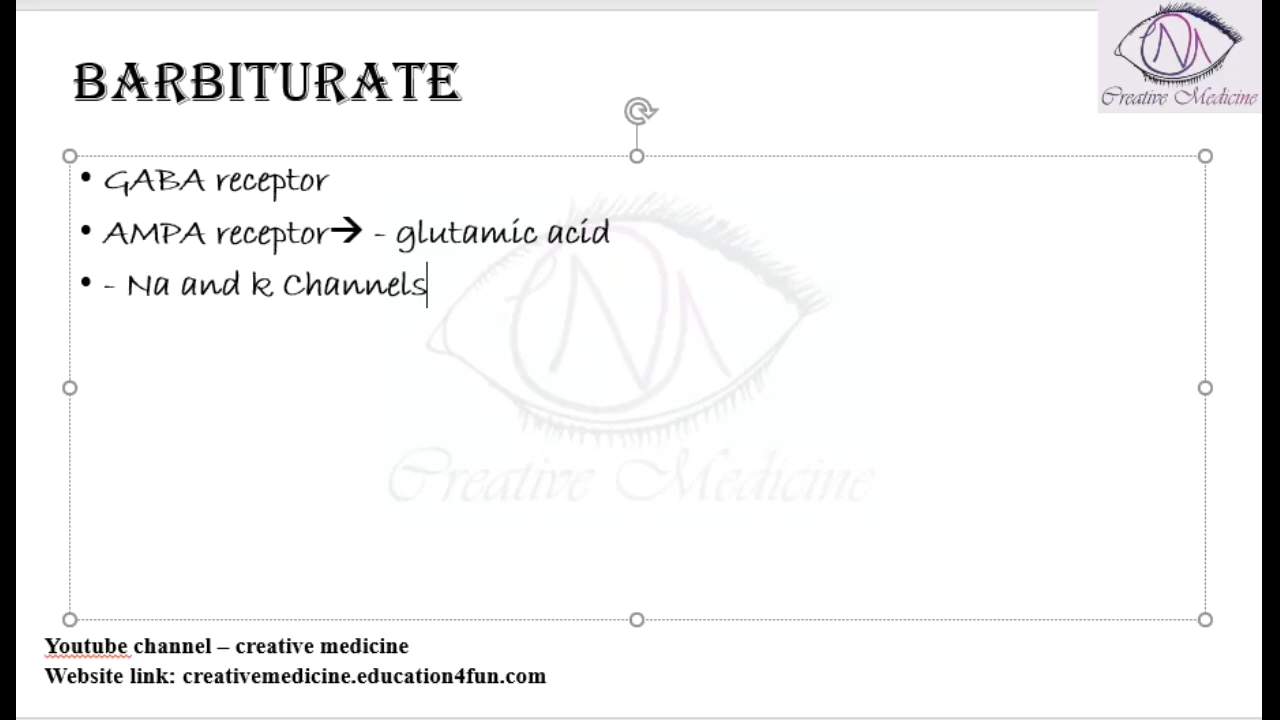 BARBITURATE
Creative Medicine
• GABA receptor
• AMPA receptor→ - glutamic acid
• - Na and k Channels
Creative Medicine
Youtube channel – creative medicine
Website link: creativemedicine.education4fun.com